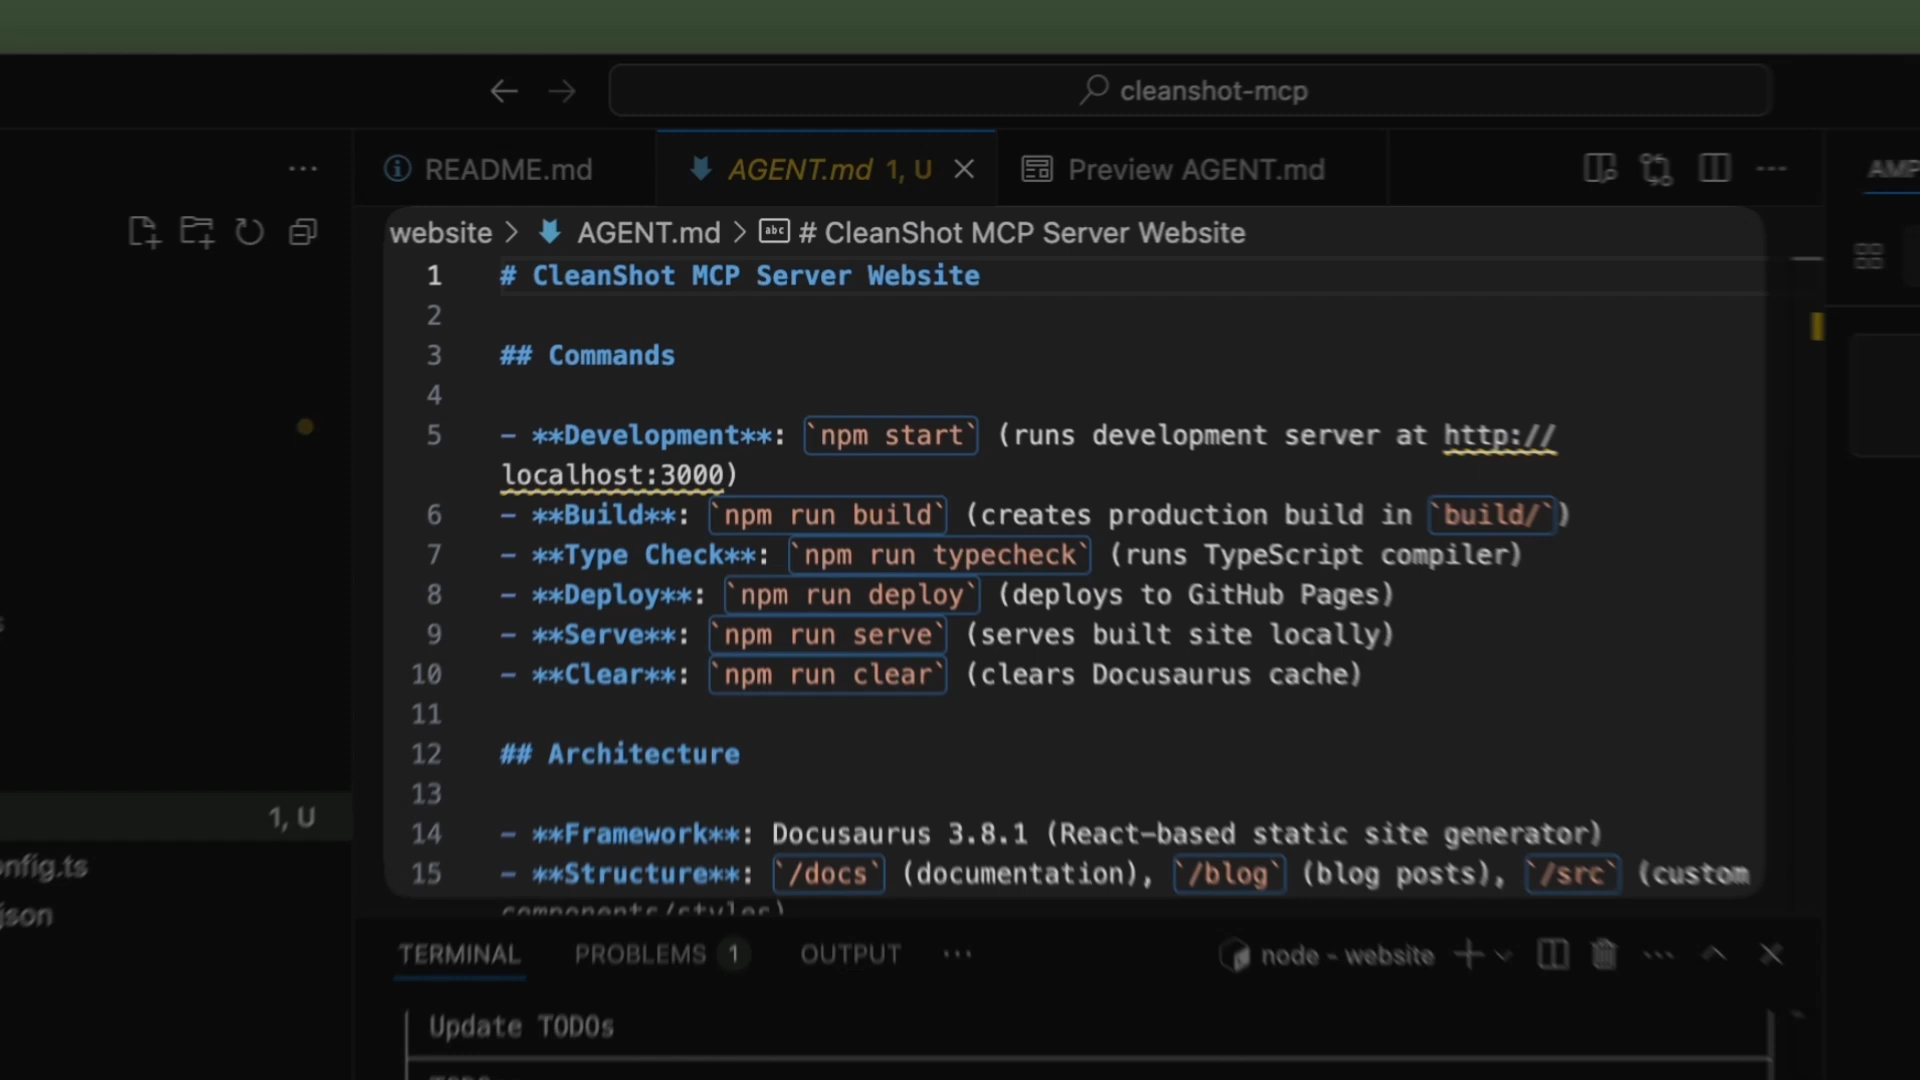 cleanshot-mcp
README.md
AGENT.md 1, U
Preview AGENT.md
AMP
website > AGENT.md > # CleanShot MCP Server Website
1 # CleanShot MCP Server Website
2
3 ## Commands
4
5 - **Development**: `npm start` (runs development server at http://
localhost:3000)
6 - **Build**: `npm run build` (creates production build in `build/`)
7 - **Type Check**: `npm run typecheck` (runs TypeScript compiler)
8 - **Deploy**: `npm run deploy` (deploys to GitHub Pages)
9 - **Serve**: `npm run serve` (serves built site locally)
10 - **Clear**: `npm run clear` (clears Docusaurus cache)
11
12 ## Architecture
13
14 - **Framework**: Docusaurus 3.8.1 (React-based static site generator)
15 - **Structure**: `/docs` (documentation), `/blog` (blog posts), `/src` (custom
components/styles)
1, U
onfig.ts
json
TERMINAL PROBLEMS 1 OUTPUT
node - website
Update TODOs